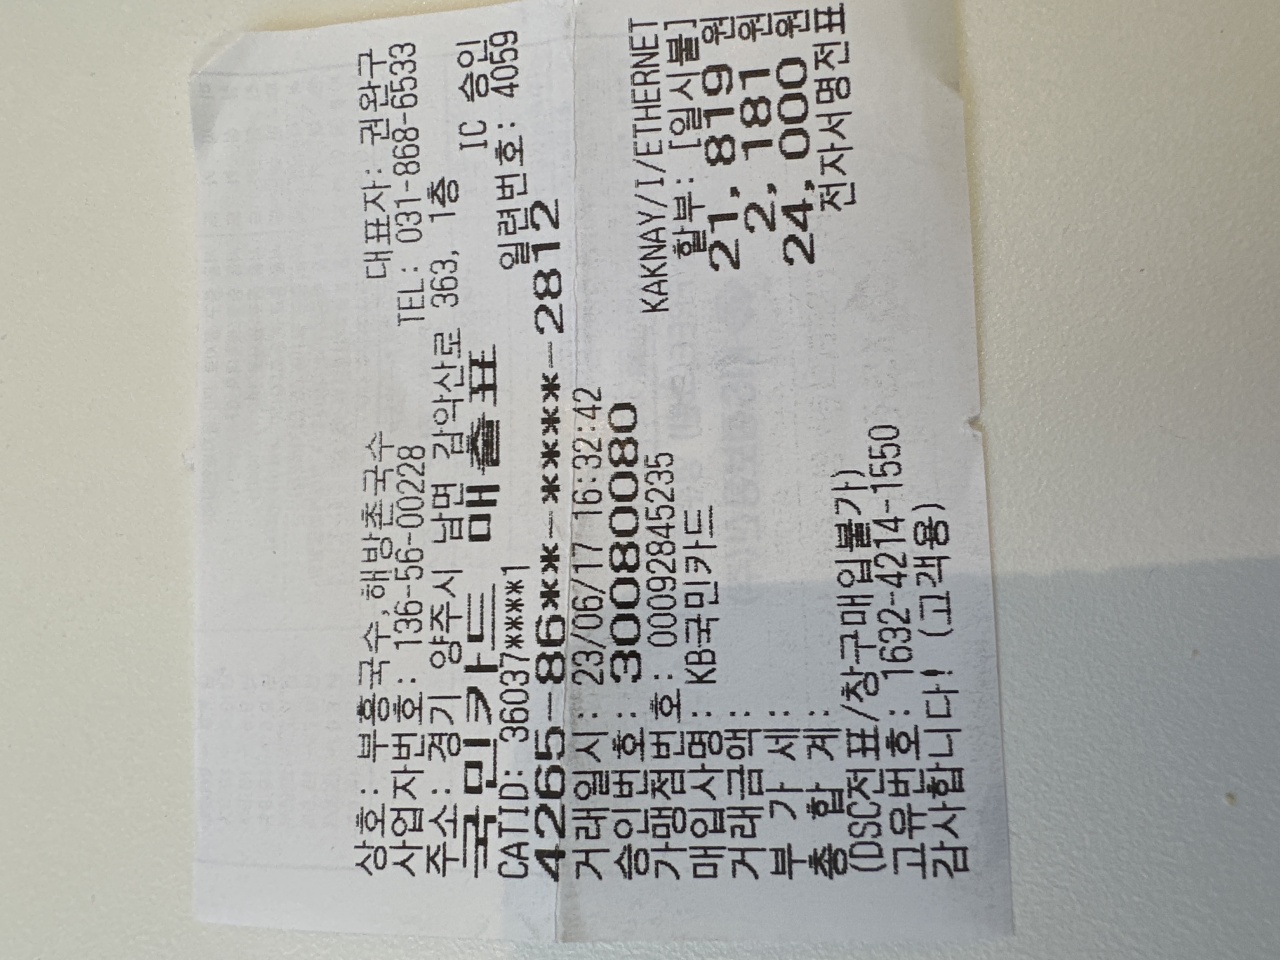 상호: 부흥국수,해방촌국수 대표자: 권완구
사업자번호: 136-56-00228 TEL: 031-868-6533
주소: 경기 양주시 남면 감악산로 363, 1층
국민카드 매출표 IC 승인
CATID: 36037****1 일련번호: 4059
4265-86**-****-2812
거래일시: 23/06/17 16:32:42
승인번호: 30080080
가맹점번호: 00092845235 KAKNAY/I/ETHERNET
매입사명: KB국민카드 할부: [일시불]
거래금액: 21,819원
부 가 세: 2,181원
총 합 계: 24,000원
(DSC전표/창구매입불가) 전자서명전표
고유번호: 1632-4214-1550
감사합니다! (고객용)